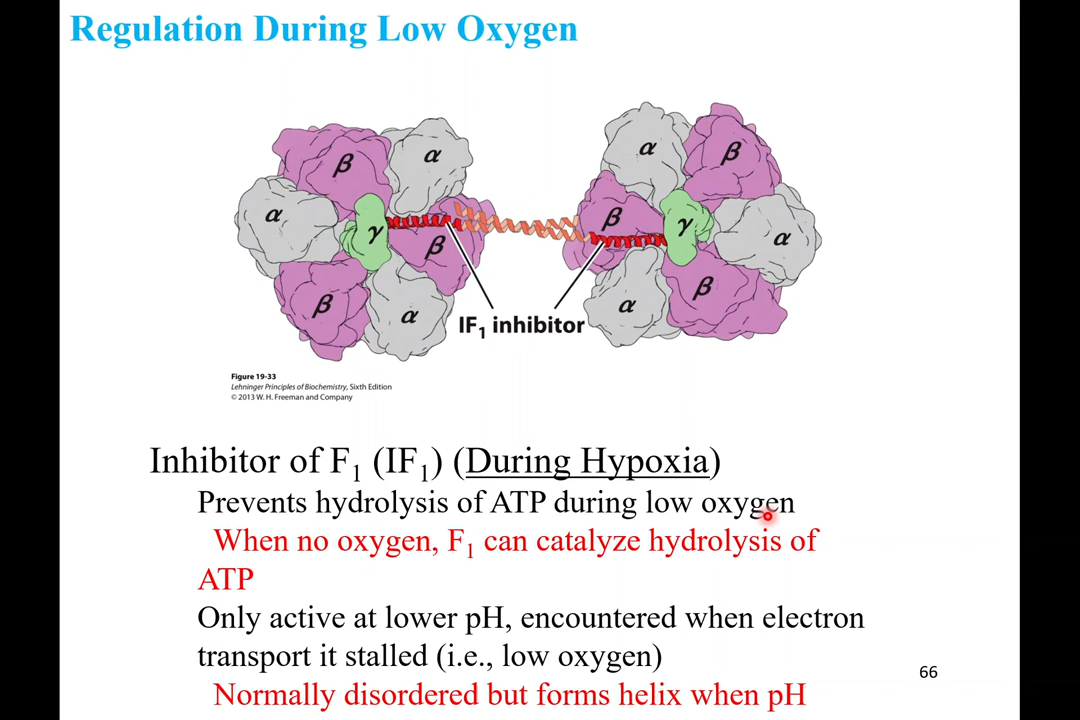 Regulation During Low Oxygen
β
α
α
β
α
γ
β
β
γ
α
β
β
α
α
IF₁ inhibitor
Figure 19-33
Lehninger Principles of Biochemistry, Sixth Edition
© 2013 W. H. Freeman and Company
Inhibitor of F₁ (IF₁) (During Hypoxia)
Prevents hydrolysis of ATP during low oxygen
When no oxygen, F₁ can catalyze hydrolysis of
ATP
Only active at lower pH, encountered when electron
transport it stalled (i.e., low oxygen)
66
Normally disordered but forms helix when pH